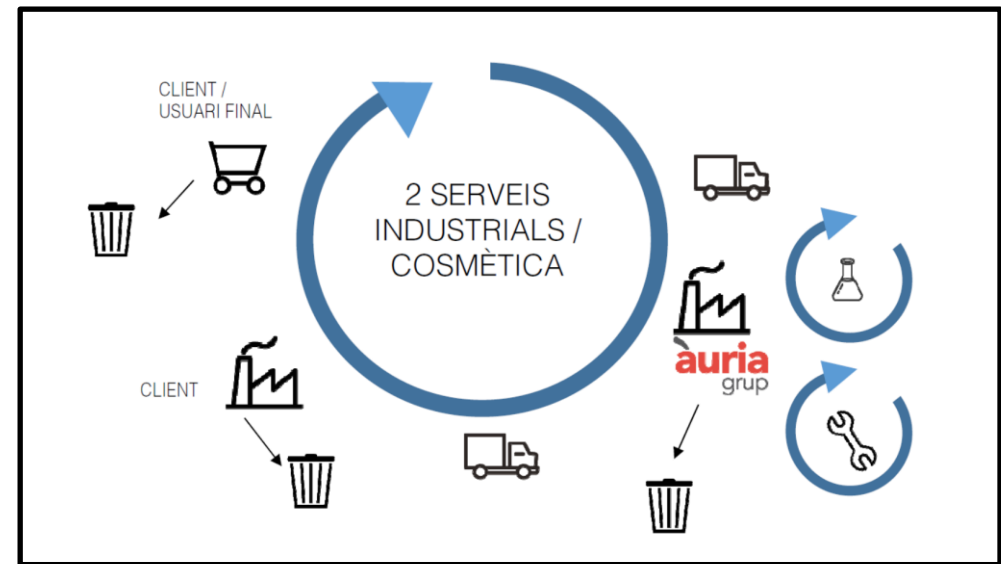 CLIENT /
USUARI FINAL
2 SERVEIS
INDUSTRIALS /
COSMÈTICA
àuria
grup
CLIENT